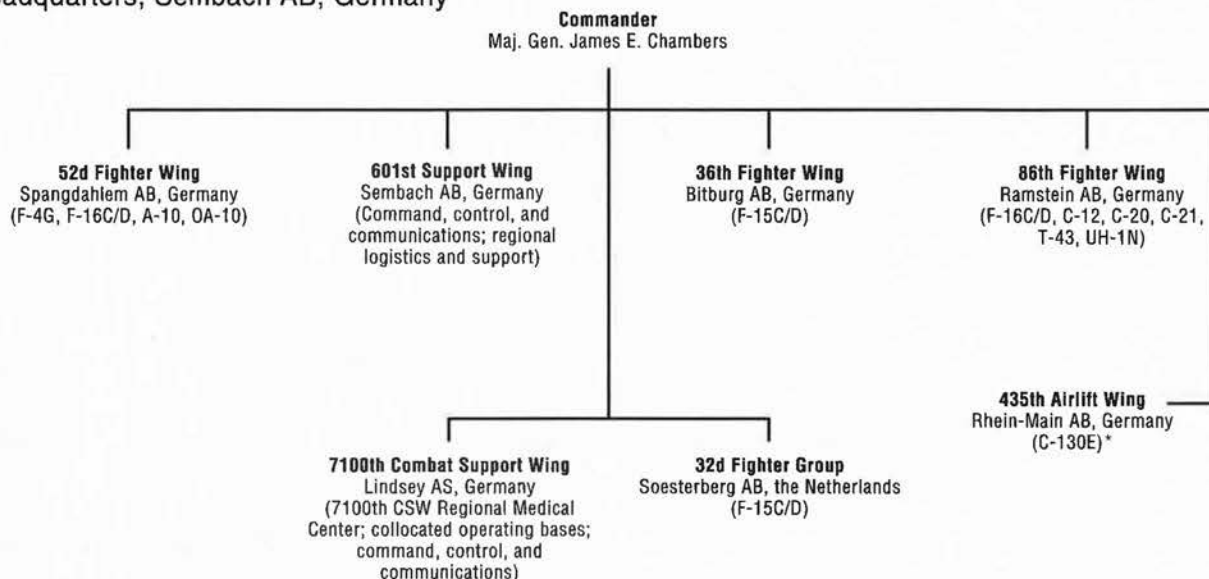 Sembach AB, Germany
Commander
Maj. Gen. James E. Chambers
52d Fighter Wing
Spangdahlem AB, Germany
(F-4G, F-16C/D, A-10, OA-10)
601st Support Wing
Sembach AB, Germany
(Command, control, and
communications; regional
logistics and support)
36th Fighter Wing
Bitburg AB, Germany
(F-15C/D)
86th Fighter Wing
Ramstein AB, Germany
(F-16C/D, C-12, C-20, C-21,
T-43, UH-1N)
435th Airlift Wing
Rhein-Main AB, Germany
(C-130E)*
7100th Combat Support Wing
Lindsey AS, Germany
(7100th CSW Regional Medical
Center; collocated operating bases;
command, control, and
communications)
32d Fighter Group
Soesterberg AB, the Netherlands
(F-15C/D)